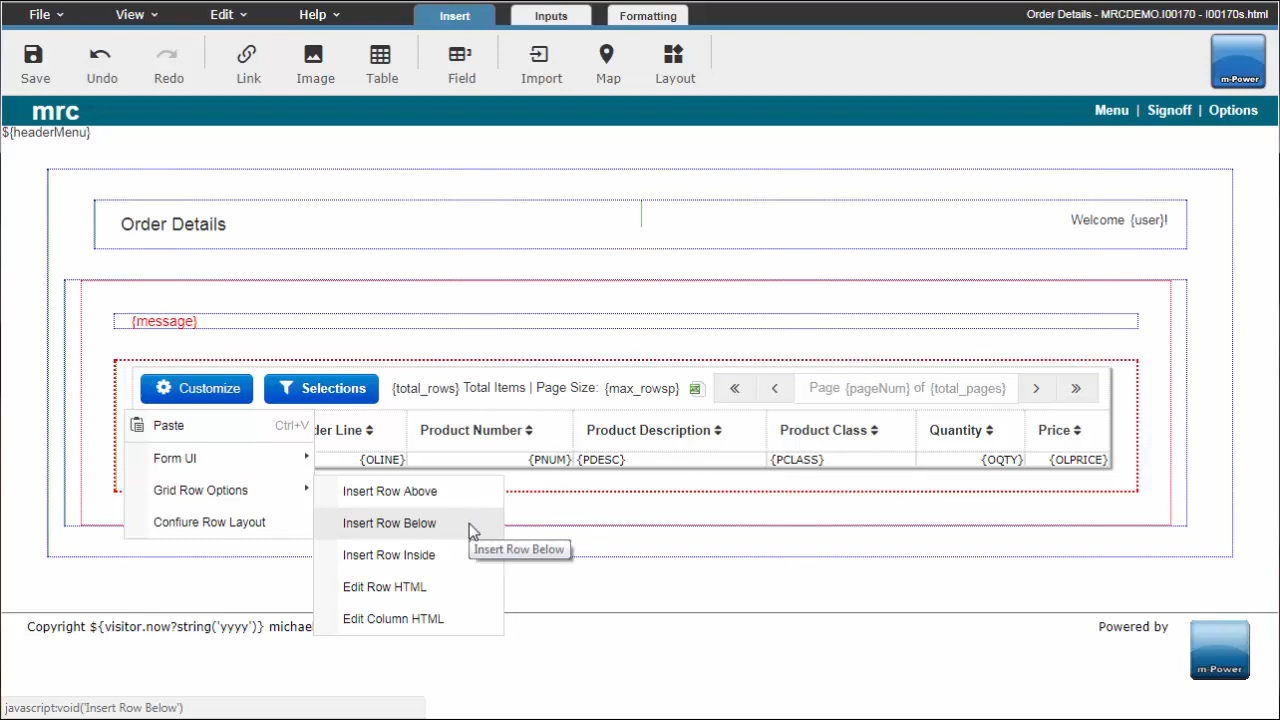 File View Edit Help Insert Inputs Formatting Order Details - MRCDEMO.I00170 - I00170s.html
Save Undo Redo Link Image Table Field Import Map Layout m-Power
mrc Menu | Signoff | Options
${headerMenu}
Order Details Welcome {user}!
{message}
Customize Selections {total_rows} Total Items | Page Size: {max_rowsp} « < Page {pageNum} of {total_pages} > »
Paste Ctrl+V der Line Product Number Product Description Product Class Quantity Price
Form UI {OLINE} {PNUM} {PDESC} {PCLASS} {OQTY} {OLPRICE}
Grid Row Options Insert Row Above
Confiure Row Layout Insert Row Below
Insert Row Below
Insert Row Inside
Edit Row HTML
Edit Column HTML
Copyright ${visitor.now?string('yyyy')} michae Powered by
m-Power
javascript:void('Insert Row Below')